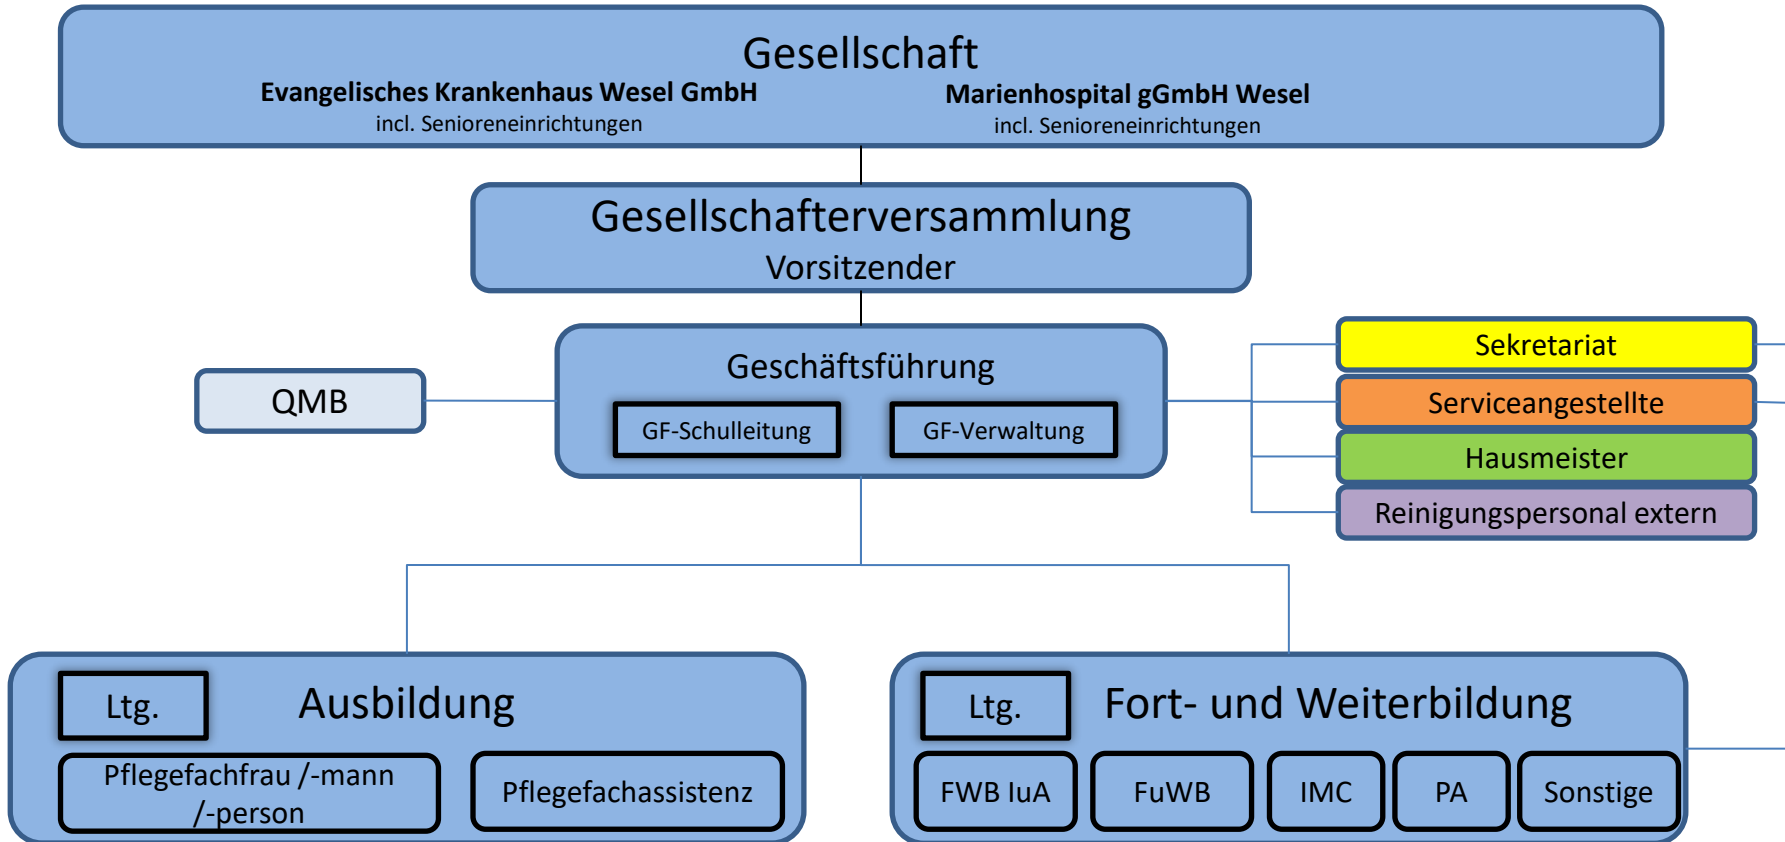 Gesellschaft
Evangelisches Krankenhaus Wesel GmbH
Marienhospital gGmbH Wesel
incl. Senioreneinrichtungen
incl. Senioreneinrichtungen
Gesellschafterversammlung
Vorsitzender
Geschäftsführung
GF-Schulleitung
GF-Verwaltung
QMB
Sekretariat
Serviceangestellte
Hausmeister
Reinigungspersonal extern
Ltg.
Ausbildung
Pflegefachfrau /-mann
/-person
Pflegefachassistenz
Ltg.
Fort- und Weiterbildung
FWB IuA
FuWB
IMC
PA
Sonstige